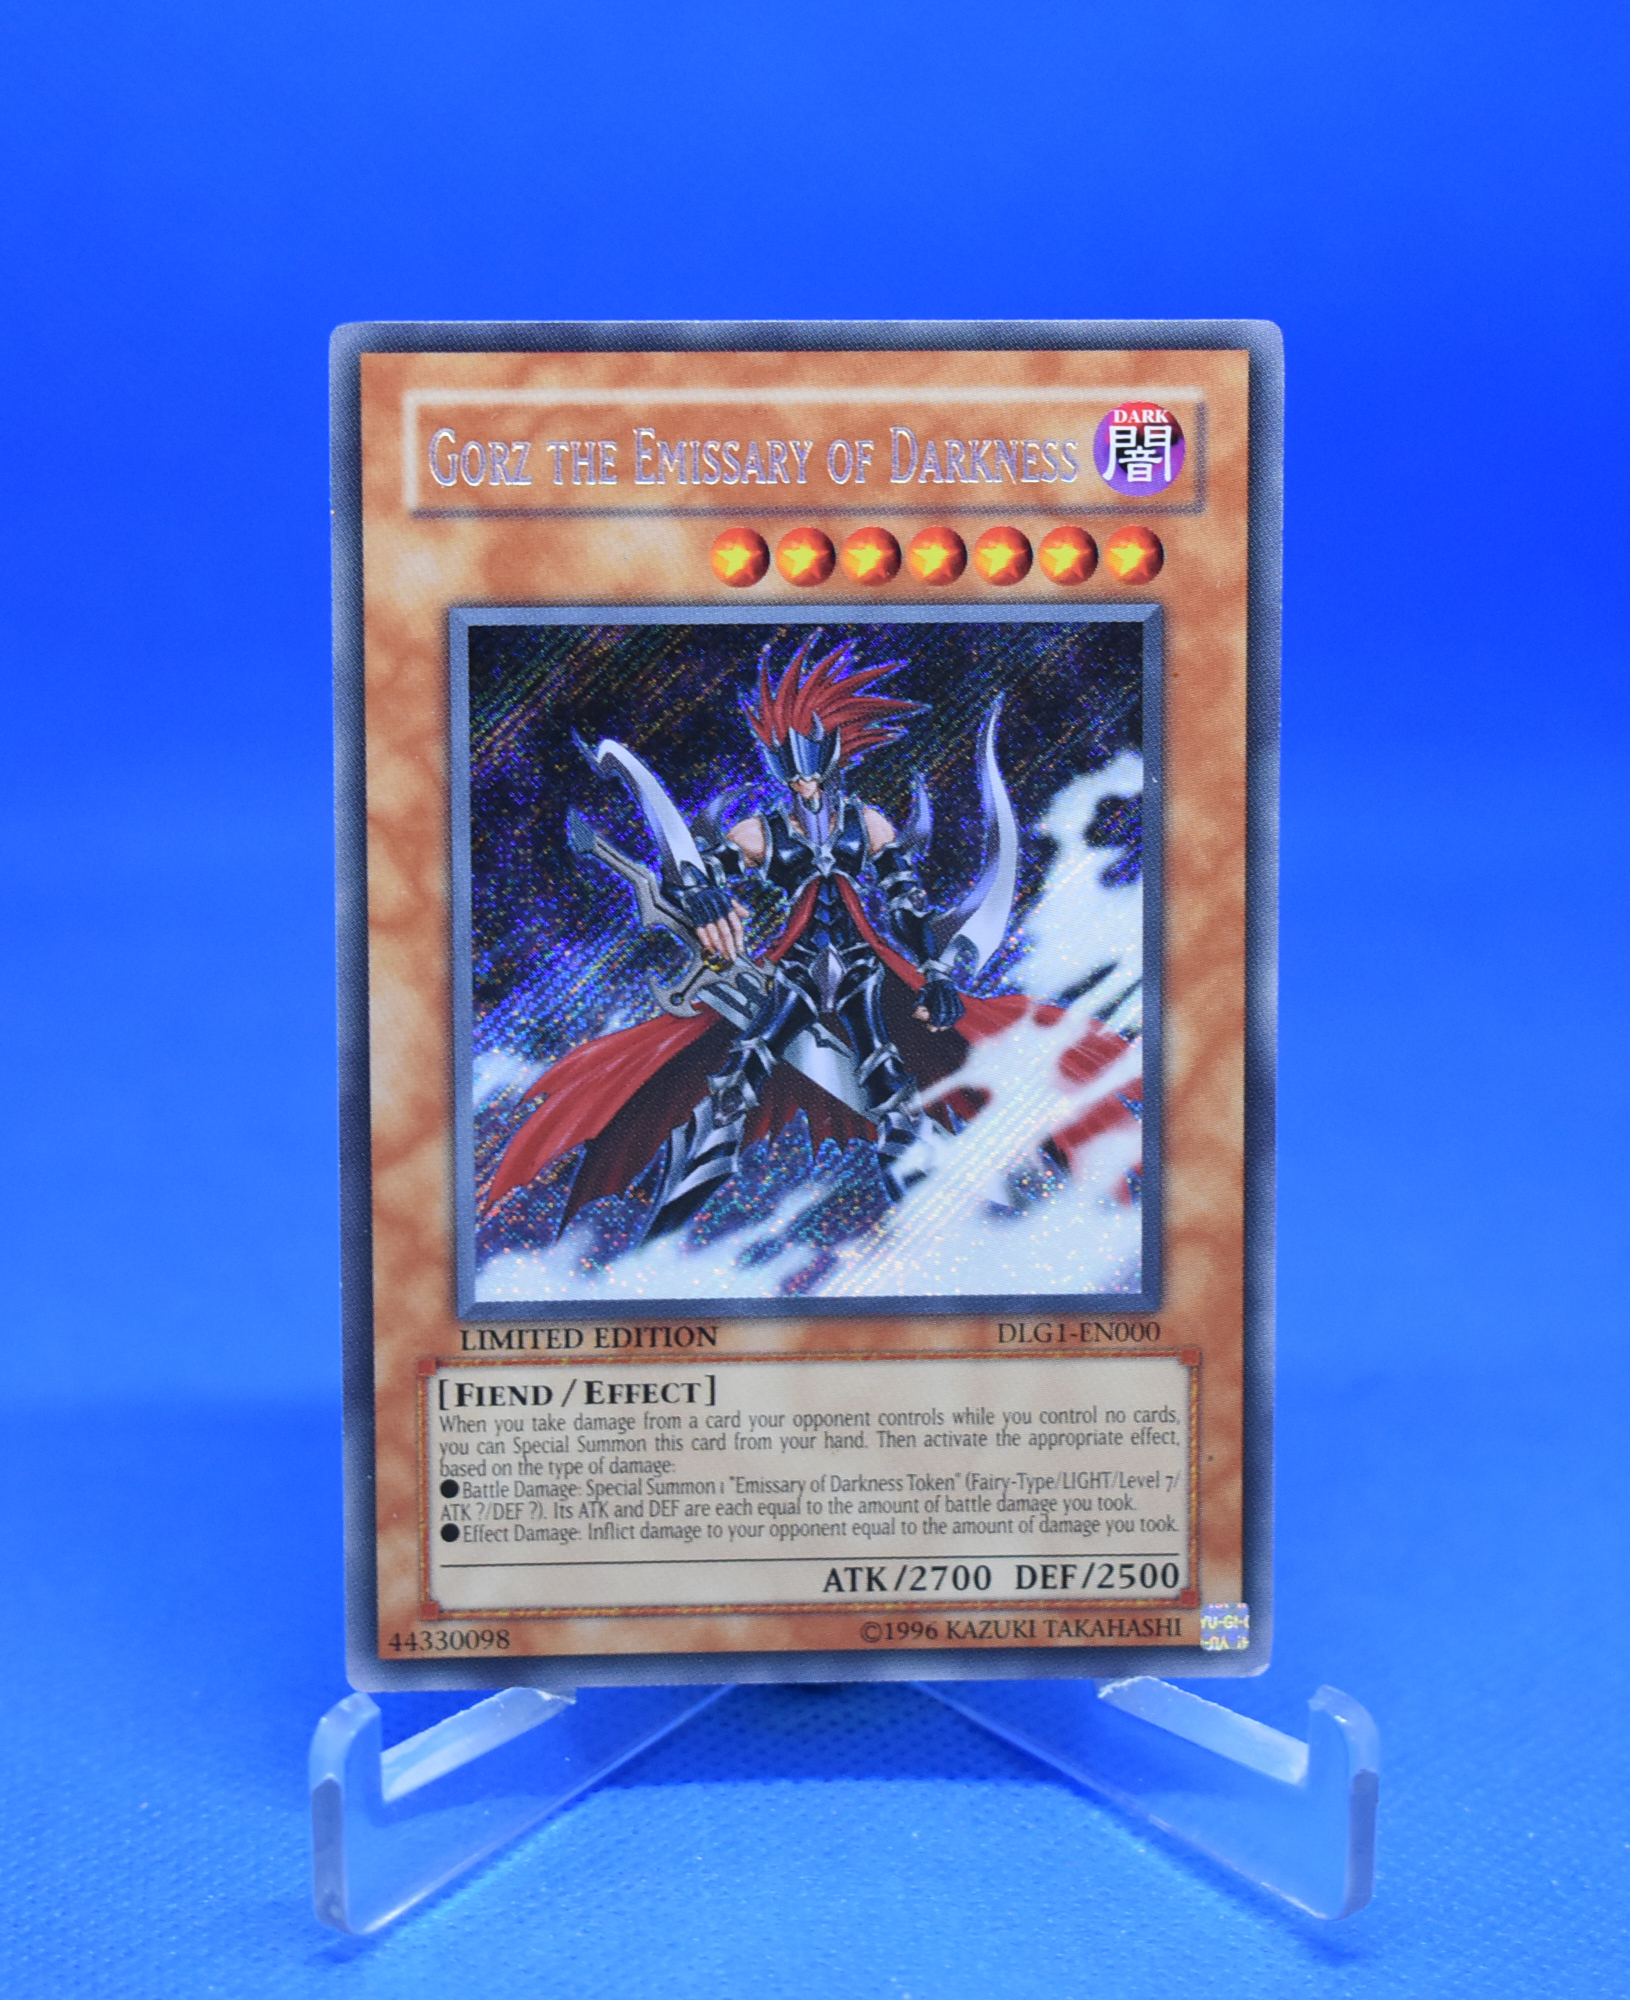 GORZ THE EMISSARY OF DARKNESS
DARK
闇
LIMITED EDITION
DLG1-EN000
[FIEND/EFFECT]
When you take damage from a card your opponent controls while you control no cards,
you can Special Summon this card from your hand. Then activate the appropriate effect,
based on the type of damage:
●Battle Damage: Special Summon 1 "Emissary of Darkness Token" (Fairy-Type/LIGHT/Level 7/
ATK ?/DEF ?). Its ATK and DEF are each equal to the amount of battle damage you took.
●Effect Damage: Inflict damage to your opponent equal to the amount of damage you took.
ATK/2700 DEF/2500
44330098
©1996 KAZUKI TAKAHASHI